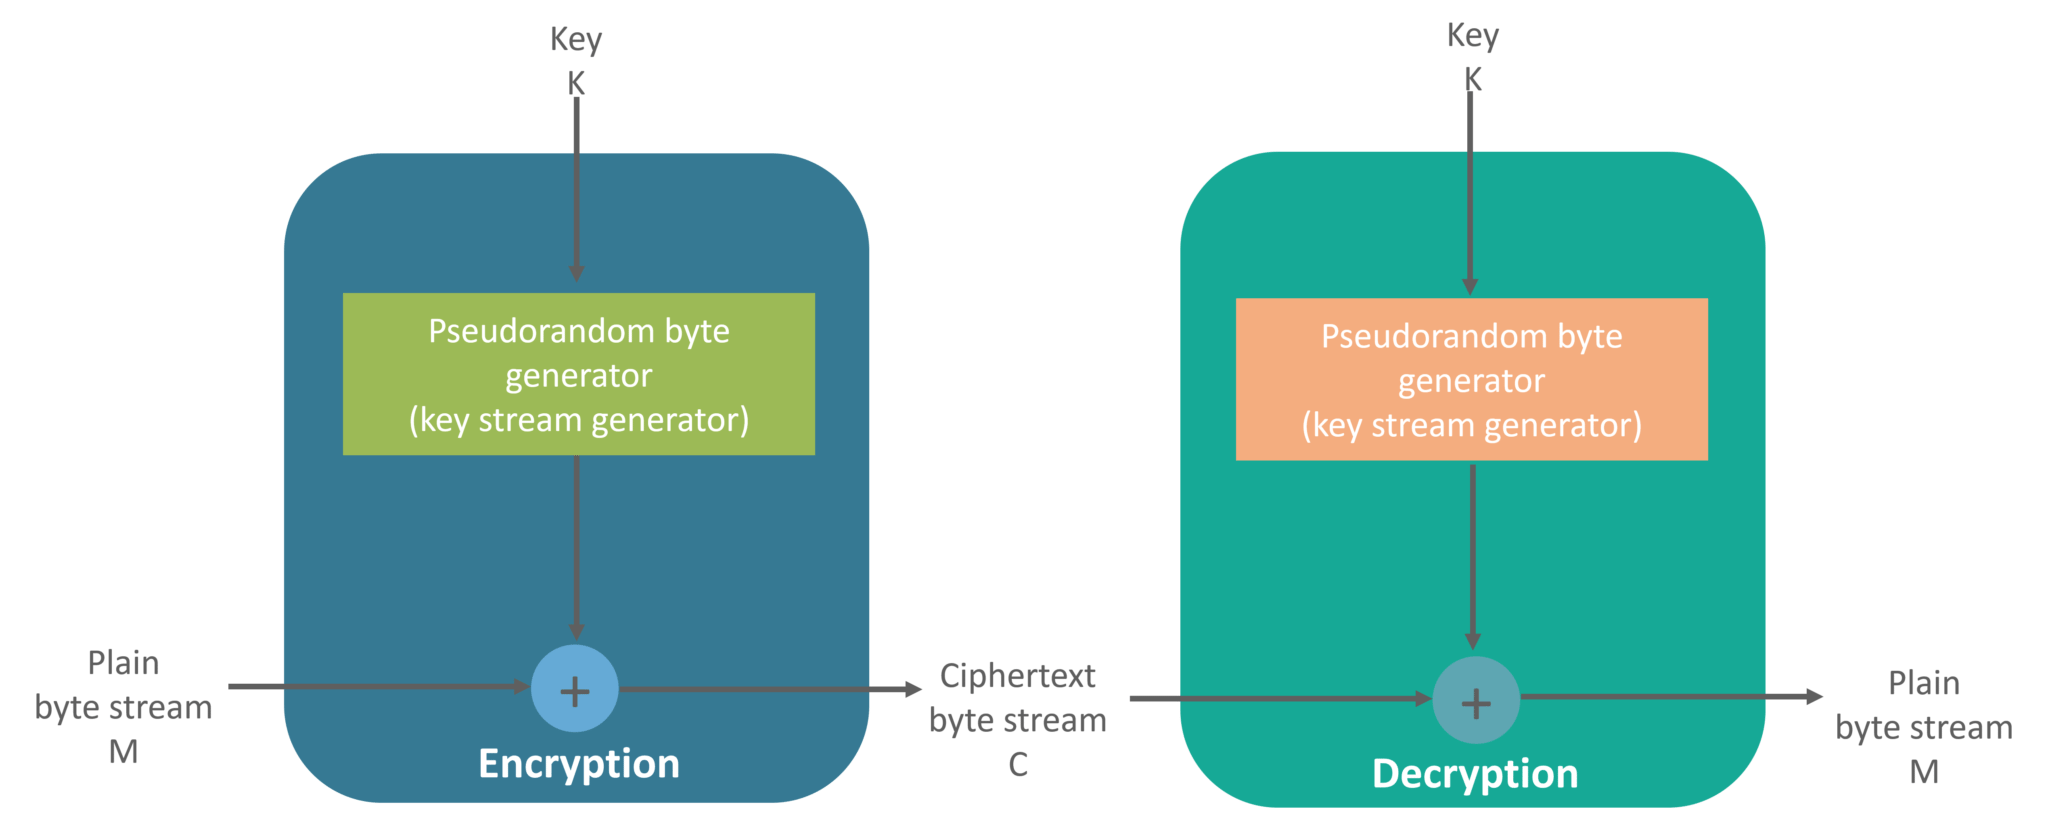 Key
K
Pseudorandom byte
generator
(key stream generator)
Plain
byte stream
M
+
Encryption
Ciphertext
byte stream
C
Key
K
Pseudorandom byte
generator
(key stream generator)
+
Decryption
Plain
byte stream
M